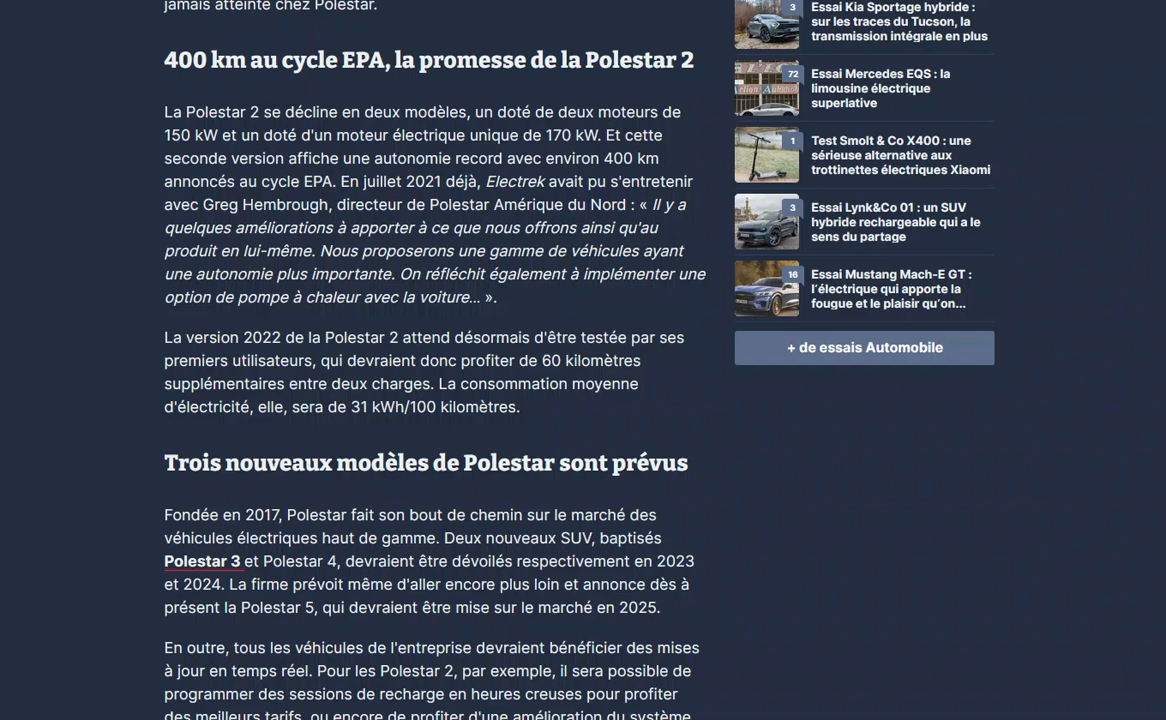 jamais atteinte chez Polestar.
400 km au cycle EPA, la promesse de la Polestar 2
La Polestar 2 se décline en deux modèles, un doté de deux moteurs de
150 kW et un doté d'un moteur électrique unique de 170 kW. Et cette
seconde version affiche une autonomie record avec environ 400 km
annoncés au cycle EPA. En juillet 2021 déjà, Electrek avait pu s'entretenir
avec Greg Hembrough, directeur de Polestar Amérique du Nord : « Il y a
quelques améliorations à apporter à ce que nous offrons ainsi qu'au
produit en lui-même. Nous proposerons une gamme de véhicules ayant
une autonomie plus importante. On réfléchit également à implémenter une
option de pompe à chaleur avec la voiture... ».
La version 2022 de la Polestar 2 attend désormais d'être testée par ses
premiers utilisateurs, qui devraient donc profiter de 60 kilomètres
supplémentaires entre deux charges. La consommation moyenne
d'électricité, elle, sera de 31 kWh/100 kilomètres.
Trois nouveaux modèles de Polestar sont prévus
Fondée en 2017, Polestar fait son bout de chemin sur le marché des
véhicules électriques haut de gamme. Deux nouveaux SUV, baptisés
Polestar 3 et Polestar 4, devraient être dévoilés respectivement en 2023
et 2024. La firme prévoit même d'aller encore plus loin et annonce dès à
présent la Polestar 5, qui devraient être mise sur le marché en 2025.
En outre, tous les véhicules de l'entreprise devraient bénéficier des mises
à jour en temps réel. Pour les Polestar 2, par exemple, il sera possible de
programmer des sessions de recharge en heures creuses pour profiter
des meilleurs tarifs, ou encore de profiter d'une amélioration du système
3
Essai Kia Sportage hybride :
sur les traces du Tucson, la
transmission intégrale en plus
72
Essai Mercedes EQS : la
limousine électrique
superlative
1
Test Smolt & Co X400 : une
sérieuse alternative aux
trottinettes électriques Xiaomi
3
Essai Lynk&Co 01 : un SUV
hybride rechargeable qui a le
sens du partage
16
Essai Mustang Mach-E GT :
l'électrique qui apporte la
fougue et le plaisir qu'on...
+ de essais Automobile